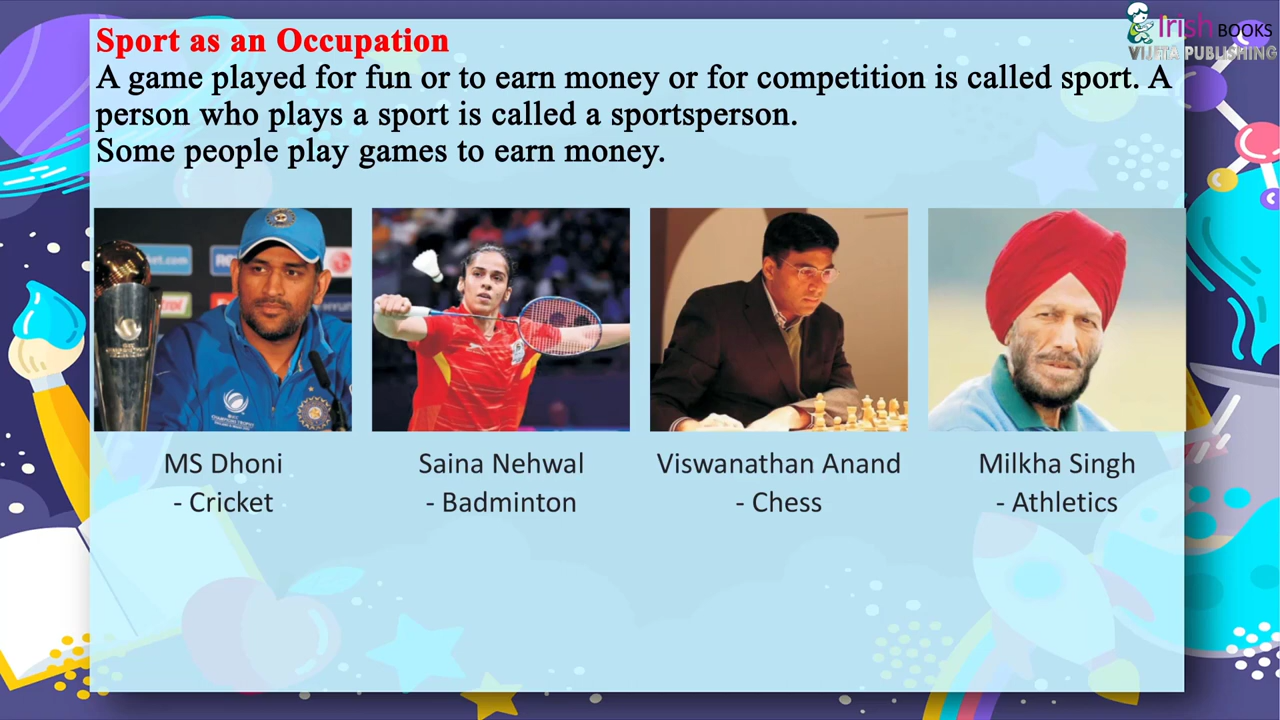 Irish BOOKS
VIJETA PUBLISHING
Sport as an Occupation
A game played for fun or to earn money or for competition is called sport. A
person who plays a sport is called a sportsperson.
Some people play games to earn money.
MS Dhoni
- Cricket
Saina Nehwal
- Badminton
Viswanathan Anand
- Chess
Milkha Singh
- Athletics